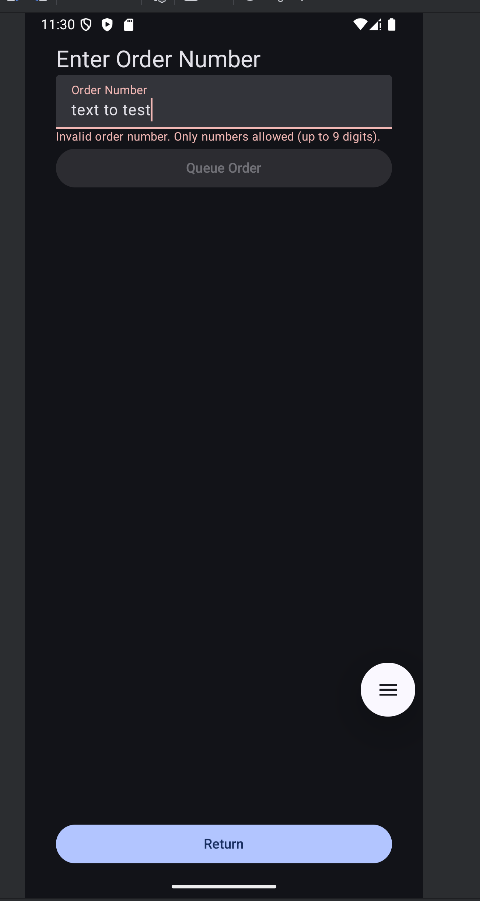 11:30
Enter Order Number
Order Number
text to test
Invalid order number. Only numbers allowed (up to 9 digits).
Queue Order
Return